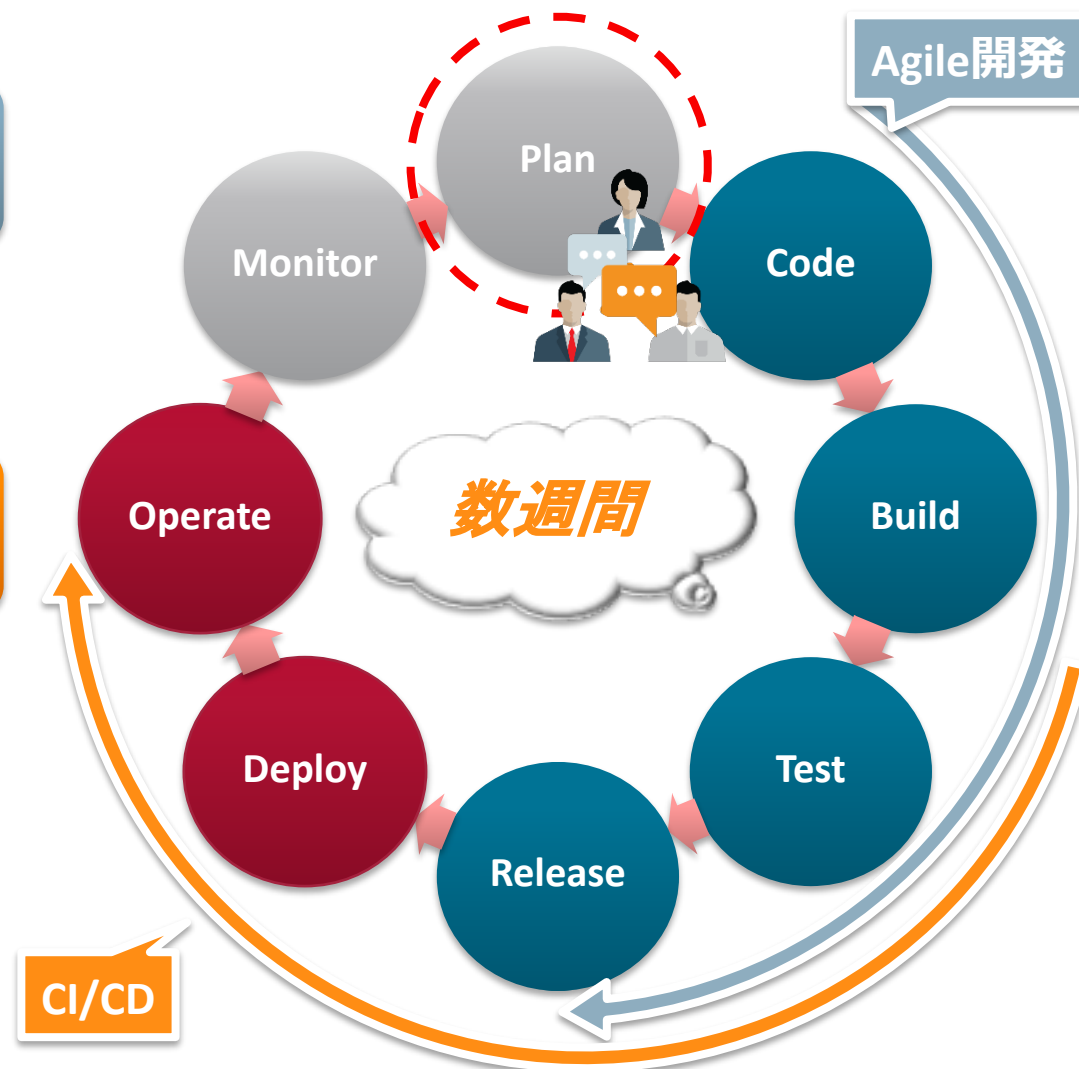 Agile開発
Plan
Monitor
Code
数週間
Operate
Build
Deploy
Test
Release
CI/CD